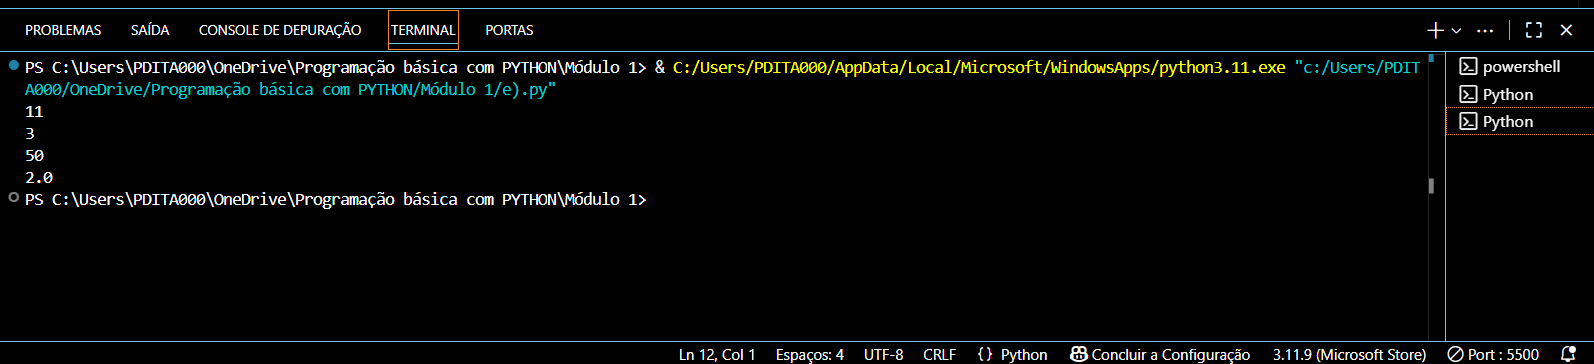 PROBLEMAS SAÍDA CONSOLE DE DEPURAÇÃO TERMINAL PORTAS
PS C:\Users\PDITA000\OneDrive\Programação básica com PYTHON\Módulo 1> & C:/Users/PDITA000/AppData/Local/Microsoft/WindowsApps/python3.11.exe "c:/Users/PDIT
A000/OneDrive/Programação básica com PYTHON/Módulo 1/e).py"
11
3
50
2.0
PS C:\Users\PDITA000\OneDrive\Programação básica com PYTHON\Módulo 1>
powershell
Python
Python
Ln 12, Col 1 Espaços: 4 UTF-8 CRLF {} Python Concluir a Configuração 3.11.9 (Microsoft Store) Port : 5500